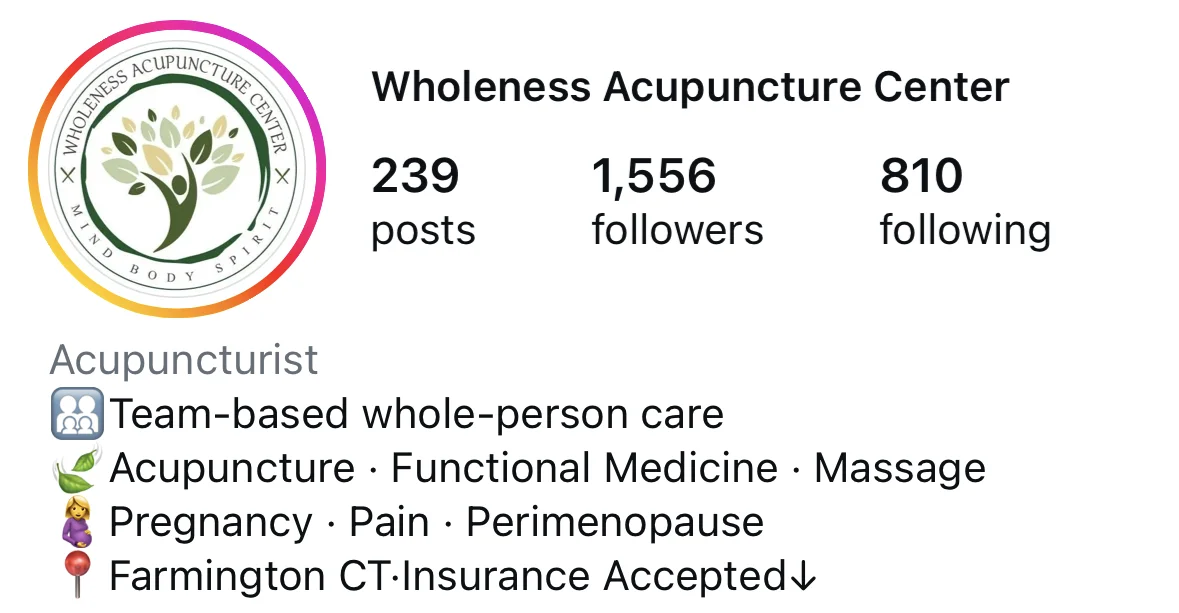 WHOLENESS ACUPUNCTURE CENTER
MIND BODY SPIRIT
Wholeness Acupuncture Center
239 1,556 810
posts followers following
Acupuncturist
Team-based whole-person care
Acupuncture · Functional Medicine · Massage
Pregnancy · Pain · Perimenopause
Farmington CT·Insurance Accepted↓